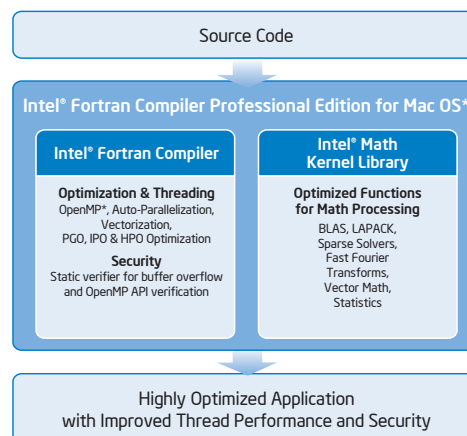 Source Code
Intel® Fortran Compiler Professional Edition for Mac OS*
Intel® Fortran Compiler
Optimization & Threading
OpenMP*, Auto-Parallelization,
Vectorization,
PGO, IPO & HPO Optimization
Security
Static verifier for buffer overflow
and OpenMP API verification
Intel® Math
Kernel Library
Optimized Functions
for Math Processing
BLAS, LAPACK,
Sparse Solvers,
Fast Fourier
Transforms,
Vector Math,
Statistics
Highly Optimized Application
with Improved Thread Performance and Security